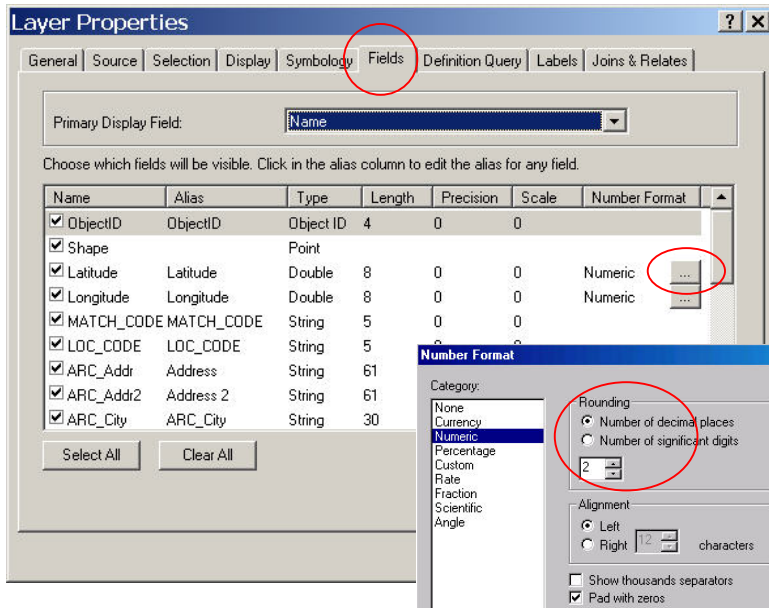 Layer Properties
General Source Selection Display Symbology Fields Definition Query Labels Joins & Relates
Primary Display Field: Name
Choose which fields will be visible. Click in the alias column to edit the alias for any field.
Name Alias Type Length Precision Scale Number Format
ObjectID ObjectID Object ID 4 0 0
Shape Point
Latitude Latitude Double 8 0 0 Numeric ...
Longitude Longitude Double 8 0 0 Numeric ...
MATCH_CODE MATCH_CODE String 5 0 0
LOC_CODE LOC_CODE String 5
ARC_Addr Address String 61
ARC_Addr2 Address 2 String 61
ARC_City ARC_City String 30
Select All Clear All
Number Format
Category:
None
Currency
Numeric
Percentage
Custom
Rate
Fraction
Scientific
Angle
Rounding
Number of decimal places
Number of significant digits
2
Alignment
Left
Right 12 characters
Show thousands separators
Pad with zeros